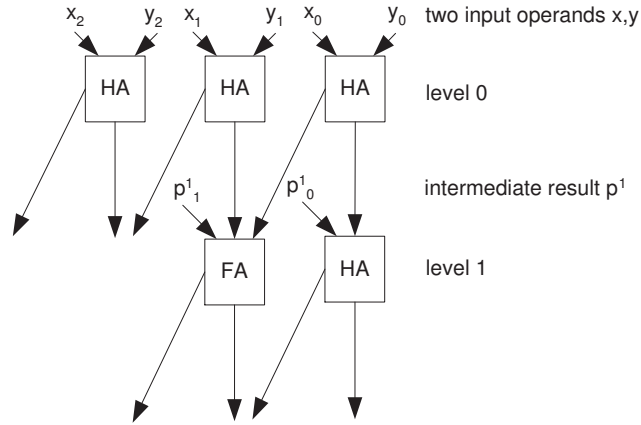 x₂ y₂ x₁ y₁ x₀ y₀ two input operands x,y
HA HA HA level 0
p¹₁ p¹₀ intermediate result p¹
FA HA level 1